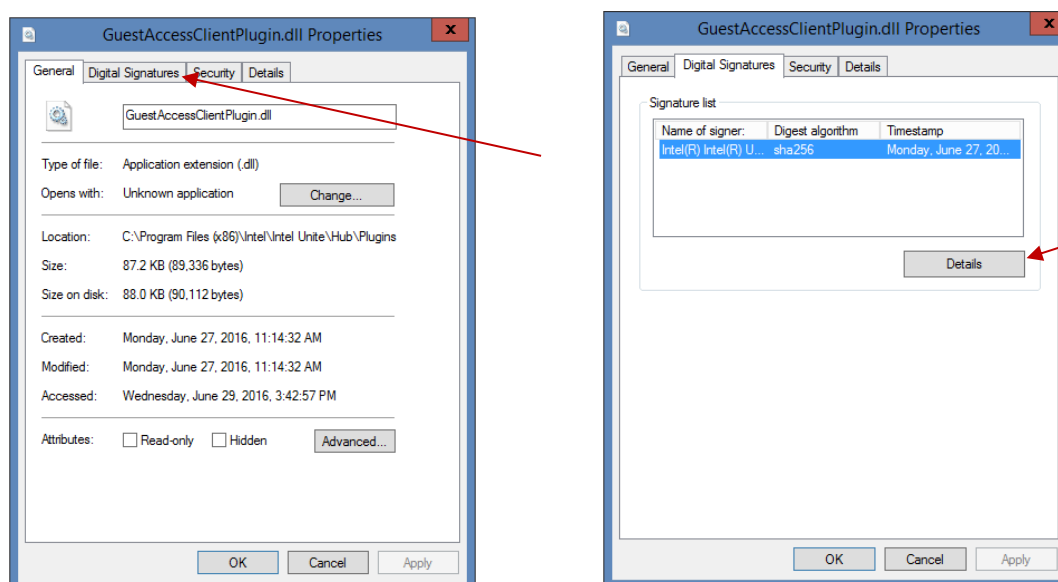 GuestAccessClientPlugin.dll Properties
x
General Digital Signatures Security Details
GuestAccessClientPlugin.dll
Type of file: Application extension (.dll)
Opens with: Unknown application Change...
Location: C:\Program Files (x86)\Intel\Intel Unite\Hub\Plugins
Size: 87.2 KB (89,336 bytes)
Size on disk: 88.0 KB (90,112 bytes)
Created: Monday, June 27, 2016, 11:14:32 AM
Modified: Monday, June 27, 2016, 11:14:32 AM
Accessed: Wednesday, June 29, 2016, 3:42:57 PM
Attributes: Read-only Hidden Advanced...
OK Cancel Apply
GuestAccessClientPlugin.dll Properties
x
General Digital Signatures Security Details
Signature list
Name of signer: Digest algorithm Timestamp
Intel(R) Intel(R) U... sha256 Monday, June 27, 20...
Details
OK Cancel Apply